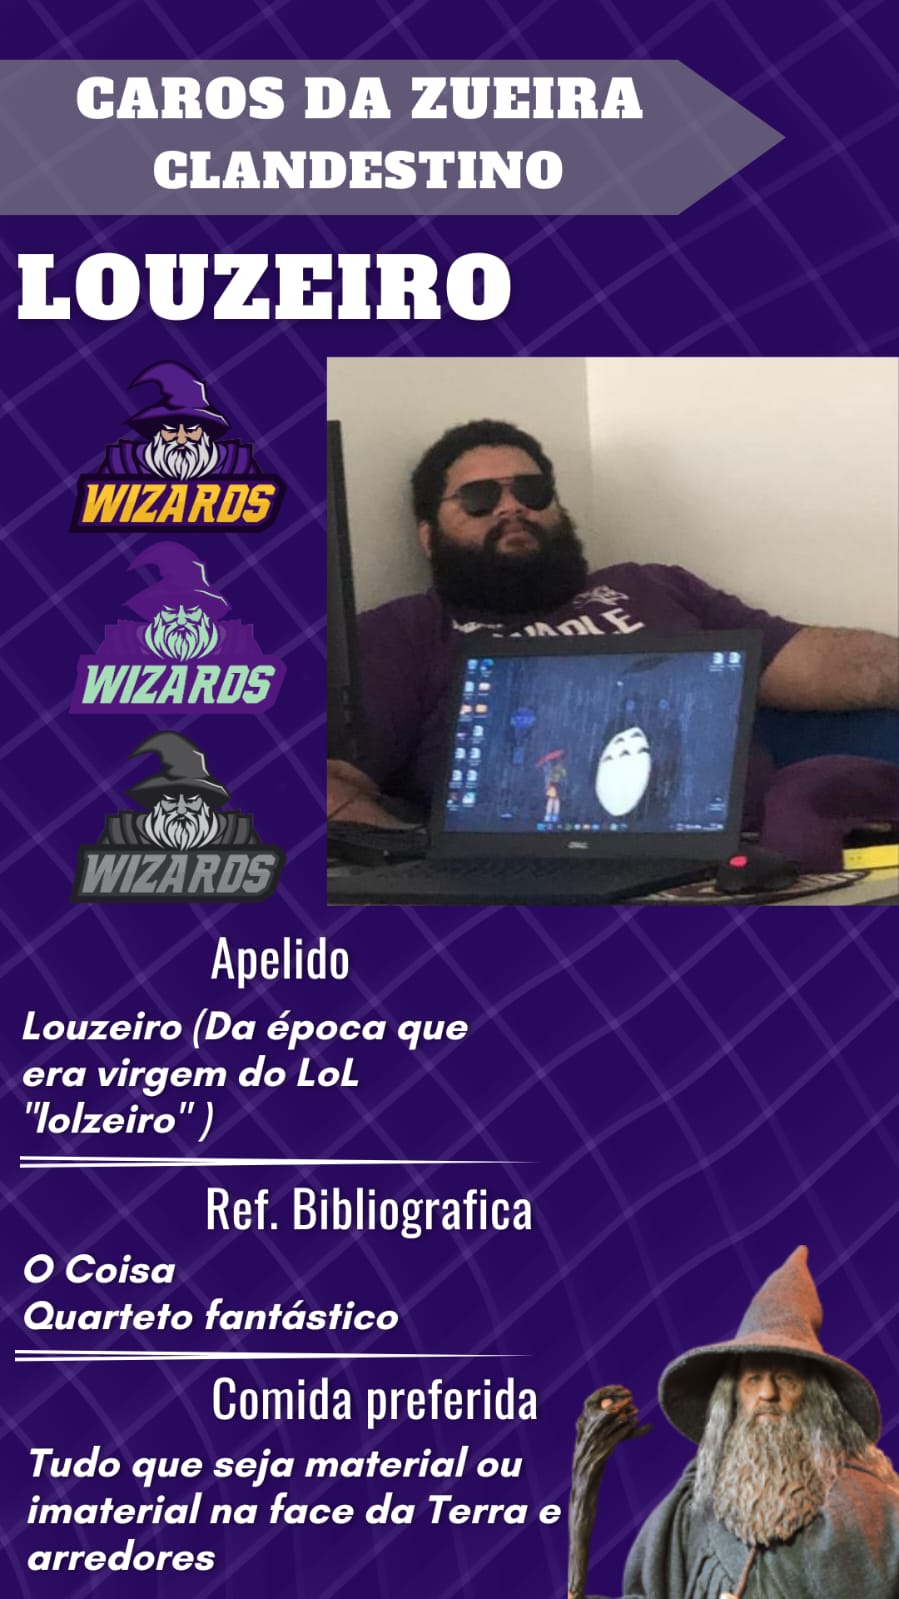 CAROS DA ZUEIRA
CLANDESTINO
LOUZEIRO
WIZARDS
WIZARDS
WIZARDS
DELL
Apelido
Louzeiro (Da época que
era virgem do LoL
"lolzeiro" )
Ref. Bibliografica
O Coisa
Quarteto fantástico
Comida preferida
Tudo que seja material ou
imaterial na face da Terra e
arredores